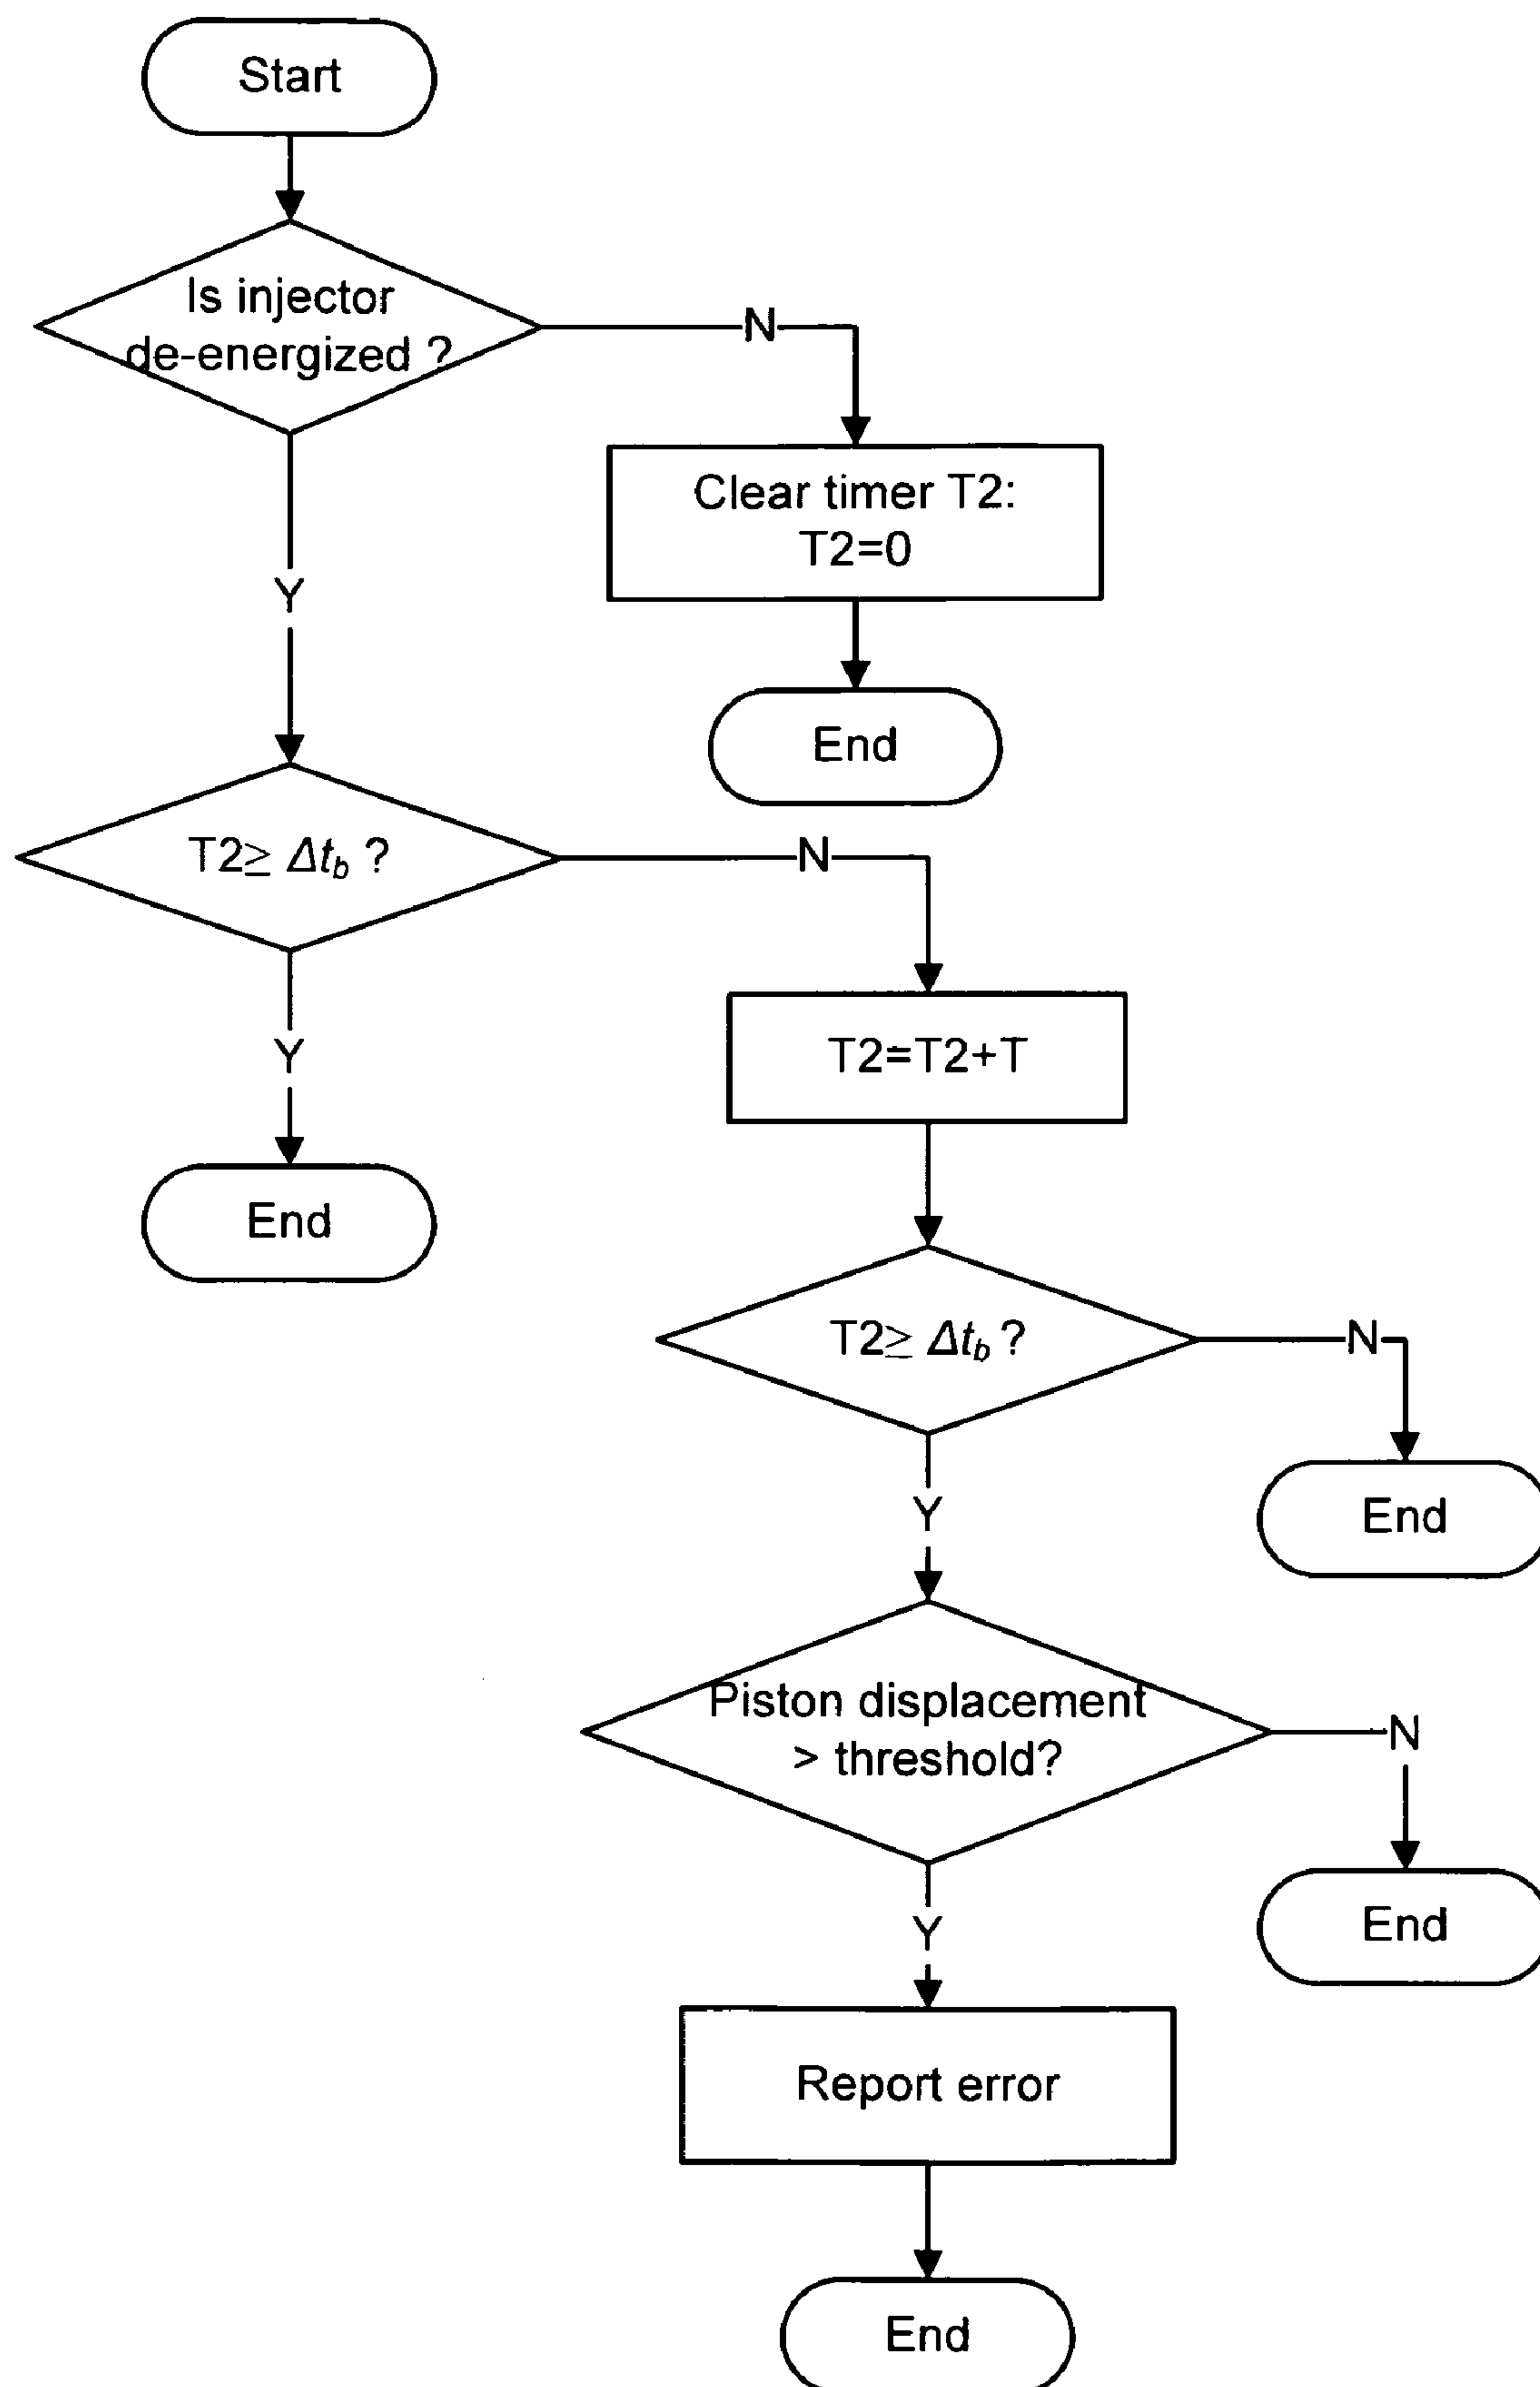 Start
Is injector
de-energized ?
N
Clear timer T2:
T2=0
Y
End
T2≥ Δt_b ?
N
Y
T2=T2+T
End
T2≥ Δt_b ?
N
Y
End
Piston displacement
> threshold?
N
Y
End
Report error
End